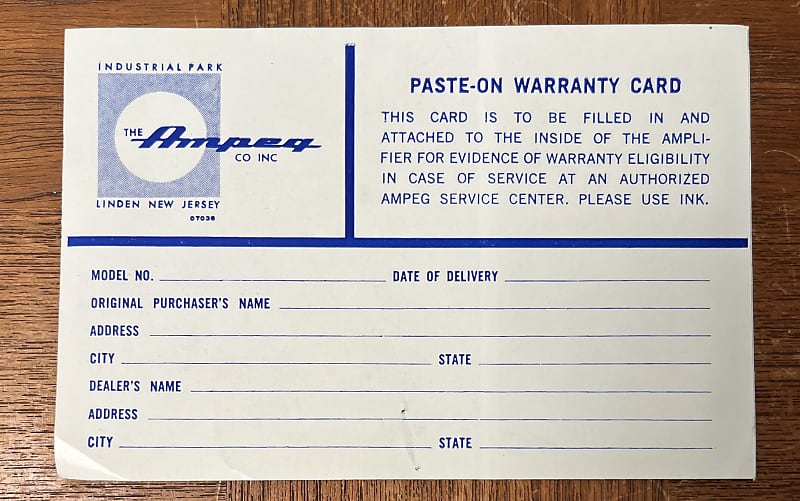 INDUSTRIAL PARK
THE Ampeg
CO INC
LINDEN NEW JERSEY
07036
PASTE-ON WARRANTY CARD
THIS CARD IS TO BE FILLED IN AND
ATTACHED TO THE INSIDE OF THE AMPLI-
FIER FOR EVIDENCE OF WARRANTY ELIGIBILITY
IN CASE OF SERVICE AT AN AUTHORIZED
AMPEG SERVICE CENTER. PLEASE USE INK.
MODEL NO. DATE OF DELIVERY
ORIGINAL PURCHASER'S NAME
ADDRESS
CITY STATE
DEALER'S NAME
ADDRESS
CITY STATE